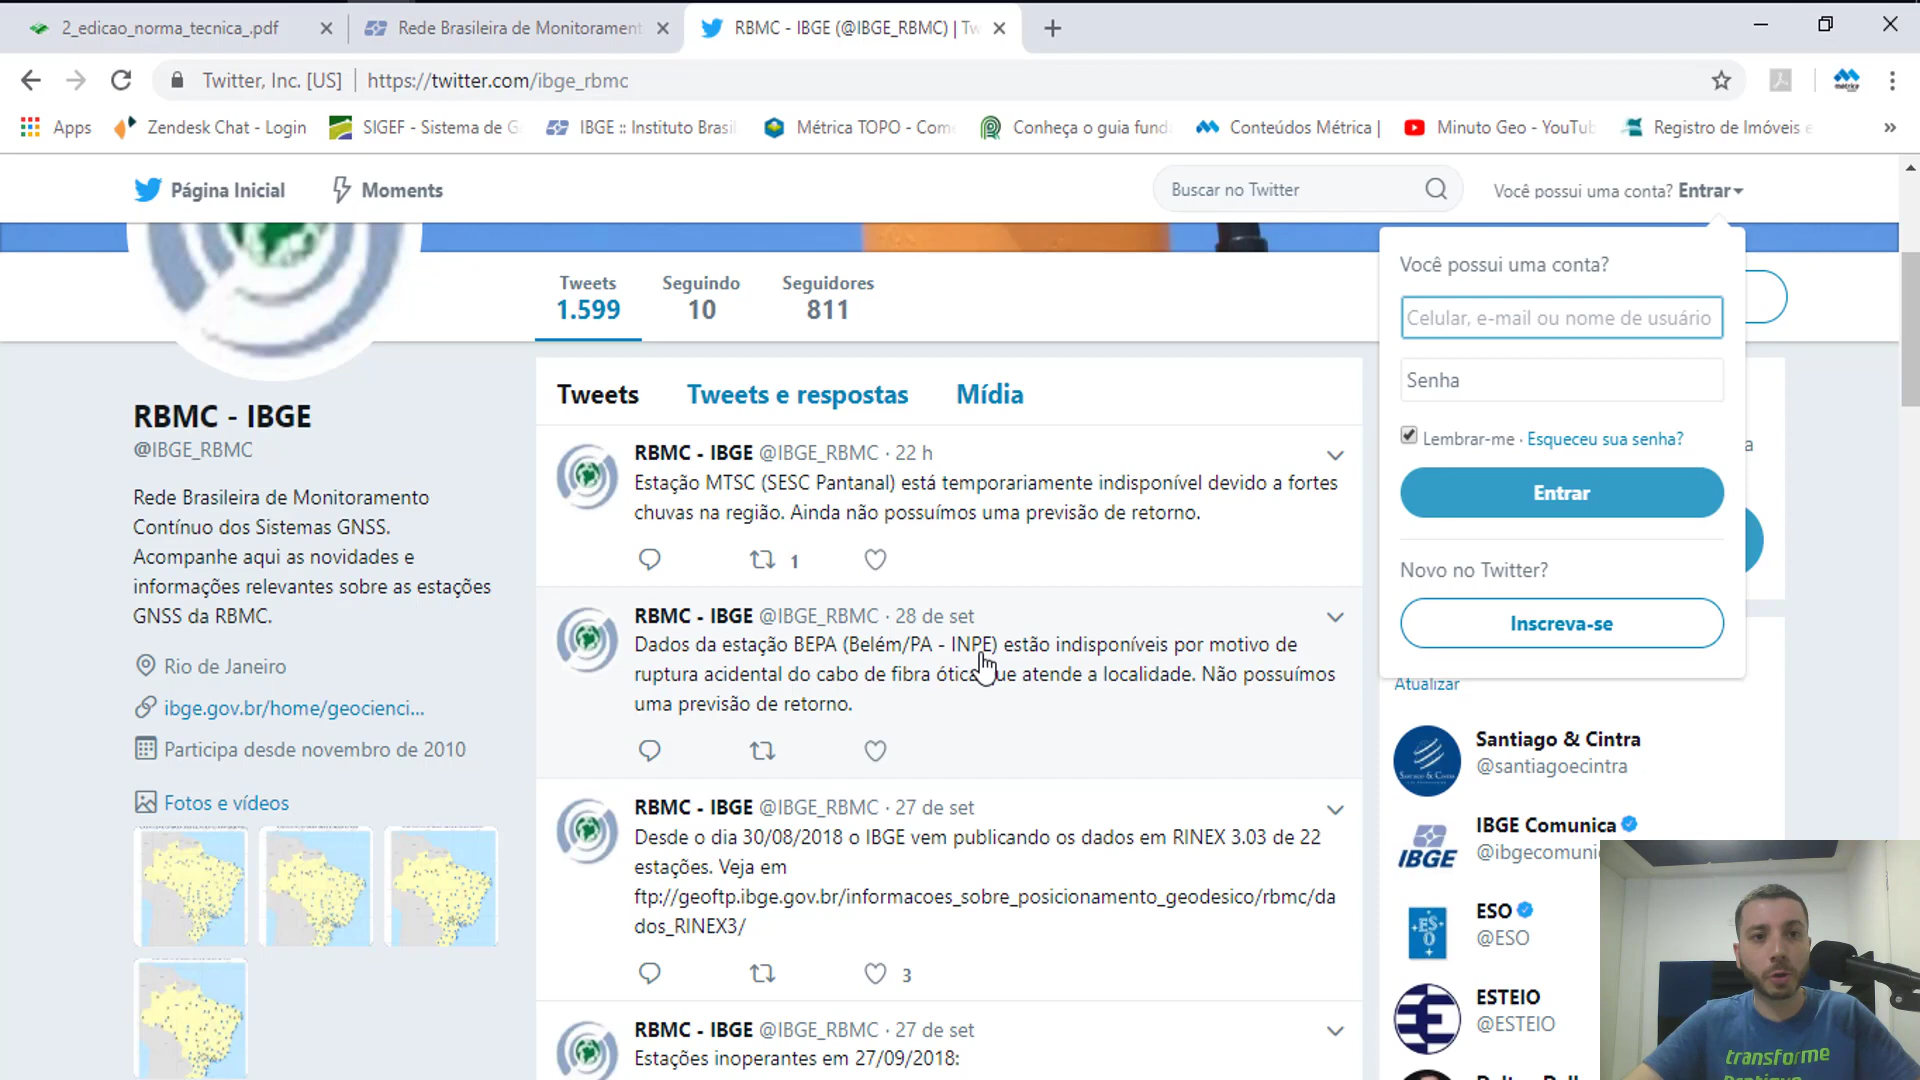 2_edicao_norma_tecnica_.pdf
Rede Brasileira de Monitorament
RBMC - IBGE (@IBGE_RBMC) | Tw
Twitter, Inc. [US] | https://twitter.com/ibge_rbmc
métrica
Apps
Zendesk Chat - Login
SIGEF - Sistema de G
IBGE :: Instituto Brasil
Métrica TOPO - Com
Conheça o guia fund
Conteúdos Métrica |
Minuto Geo - YouTub
Registro de Imóveis e
Página Inicial
Moments
Buscar no Twitter
Você possui uma conta? Entrar
Tweets
1.599
Seguindo
10
Seguidores
811
RBMC - IBGE
@IBGE_RBMC
Rede Brasileira de Monitoramento
Contínuo dos Sistemas GNSS.
Acompanhe aqui as novidades e
informações relevantes sobre as estações
GNSS da RBMC.
Rio de Janeiro
ibge.gov.br/home/geocienci...
Participa desde novembro de 2010
Fotos e vídeos
Tweets
Tweets e respostas
Mídia
RBMC - IBGE @IBGE_RBMC · 22 h
Estação MTSC (SESC Pantanal) está temporariamente indisponível devido a fortes
chuvas na região. Ainda não possuímos uma previsão de retorno.
1
RBMC - IBGE @IBGE_RBMC · 28 de set
Dados da estação BEPA (Belém/PA - INPE) estão indisponíveis por motivo de
ruptura acidental do cabo de fibra ótica que atende a localidade. Não possuímos
uma previsão de retorno.
RBMC - IBGE @IBGE_RBMC · 27 de set
Desde o dia 30/08/2018 o IBGE vem publicando os dados em RINEX 3.03 de 22
estações. Veja em
ftp://geoftp.ibge.gov.br/informacoes_sobre_posicionamento_geodesico/rbmc/da
dos_RINEX3/
3
RBMC - IBGE @IBGE_RBMC · 27 de set
Estações inoperantes em 27/09/2018:
Você possui uma conta?
Celular, e-mail ou nome de usuário
Senha
Lembrar-me · Esqueceu sua senha?
Entrar
Novo no Twitter?
Inscreva-se
a
Atualizar
Santiago & Cintra
@santiagoecintra
IBGE Comunica
@ibgecomuni
IBGE
ESO
@ESO
ESTEIO
@ESTEIO
transforme